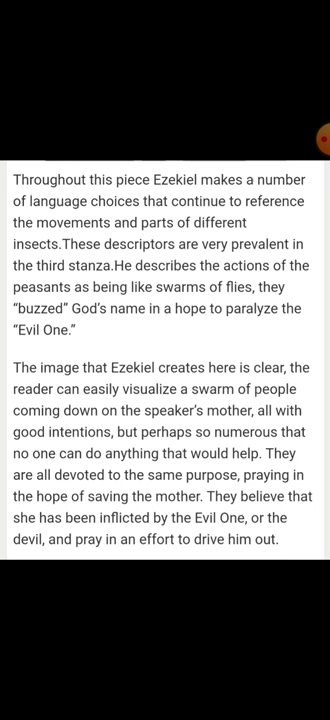 Throughout this piece Ezekiel makes a number
of language choices that continue to reference
the movements and parts of different
insects.These descriptors are very prevalent in
the third stanza.He describes the actions of the
peasants as being like swarms of flies, they
“buzzed” God’s name in a hope to paralyze the
“Evil One.”
The image that Ezekiel creates here is clear, the
reader can easily visualize a swarm of people
coming down on the speaker’s mother, all with
good intentions, but perhaps so numerous that
no one can do anything that would help. They
are all devoted to the same purpose, praying in
the hope of saving the mother. They believe that
she has been inflicted by the Evil One, or the
devil, and pray in an effort to drive him out.